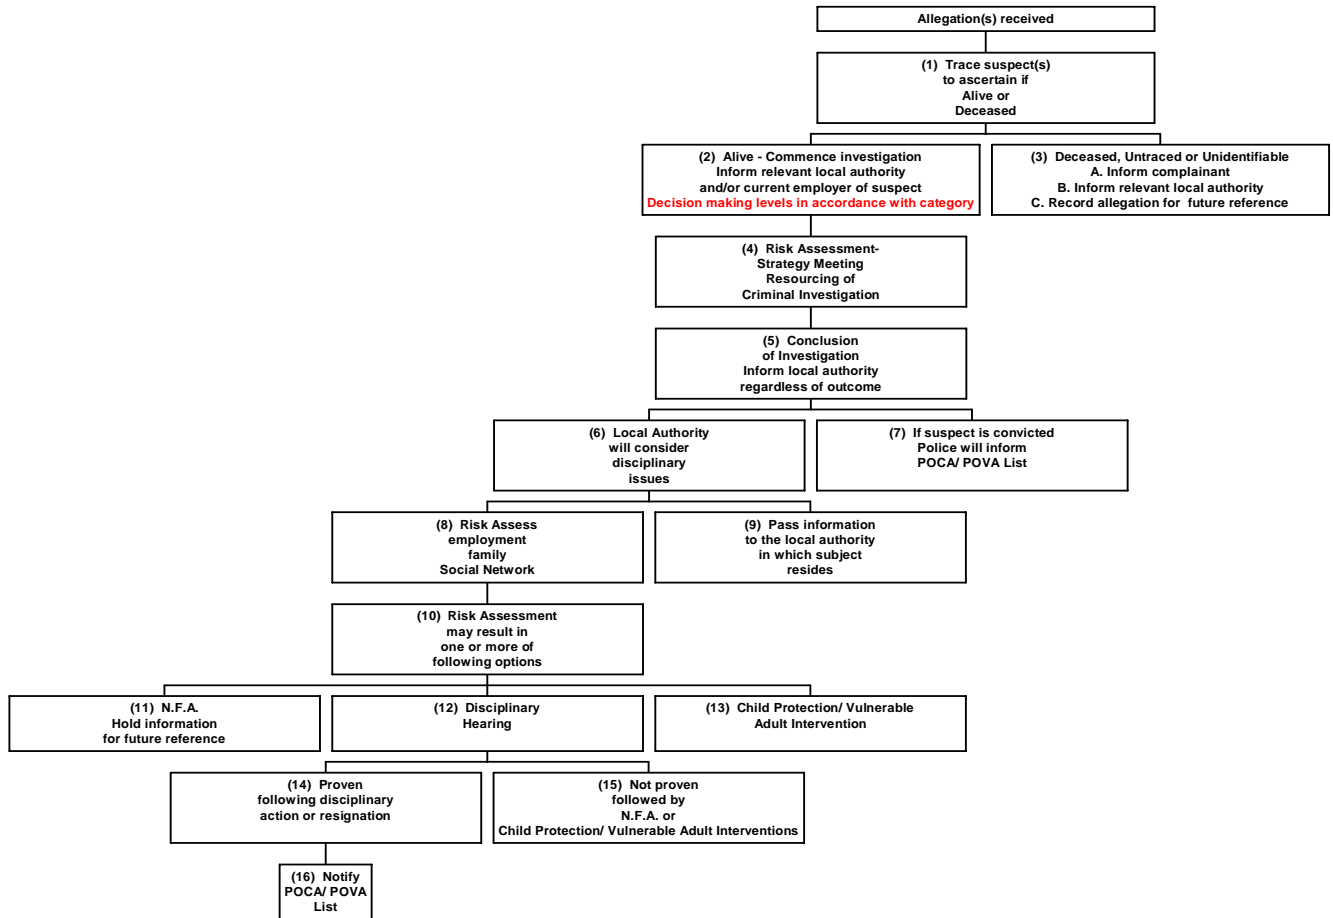 Allegation(s) received
(1) Trace suspect(s)
to ascertain if
Alive or
Deceased
(2) Alive - Commence investigation
Inform relevant local authority
and/or current employer of suspect
Decision making levels in accordance with category
(3) Deceased, Untraced or Unidentifiable
A. Inform complainant
B. Inform relevant local authority
C. Record allegation for future reference
(4) Risk Assessment-
Strategy Meeting
Resourcing of
Criminal Investigation
(5) Conclusion
of Investigation
Inform local authority
regardless of outcome
(6) Local Authority
will consider
disciplinary
issues
(7) If suspect is convicted
Police will inform
POCA/ POVA List
(8) Risk Assess
employment
family
Social Network
(9) Pass information
to the local authority
in which subject
resides
(10) Risk Assessment
may result in
one or more of
following options
(11) N.F.A.
Hold information
for future reference
(12) Disciplinary
Hearing
(13) Child Protection/ Vulnerable
Adult Intervention
(14) Proven
following disciplinary
action or resignation
(15) Not proven
followed by
N.F.A. or
Child Protection/ Vulnerable Adult Interventions
(16) Notify
POCA/ POVA
List